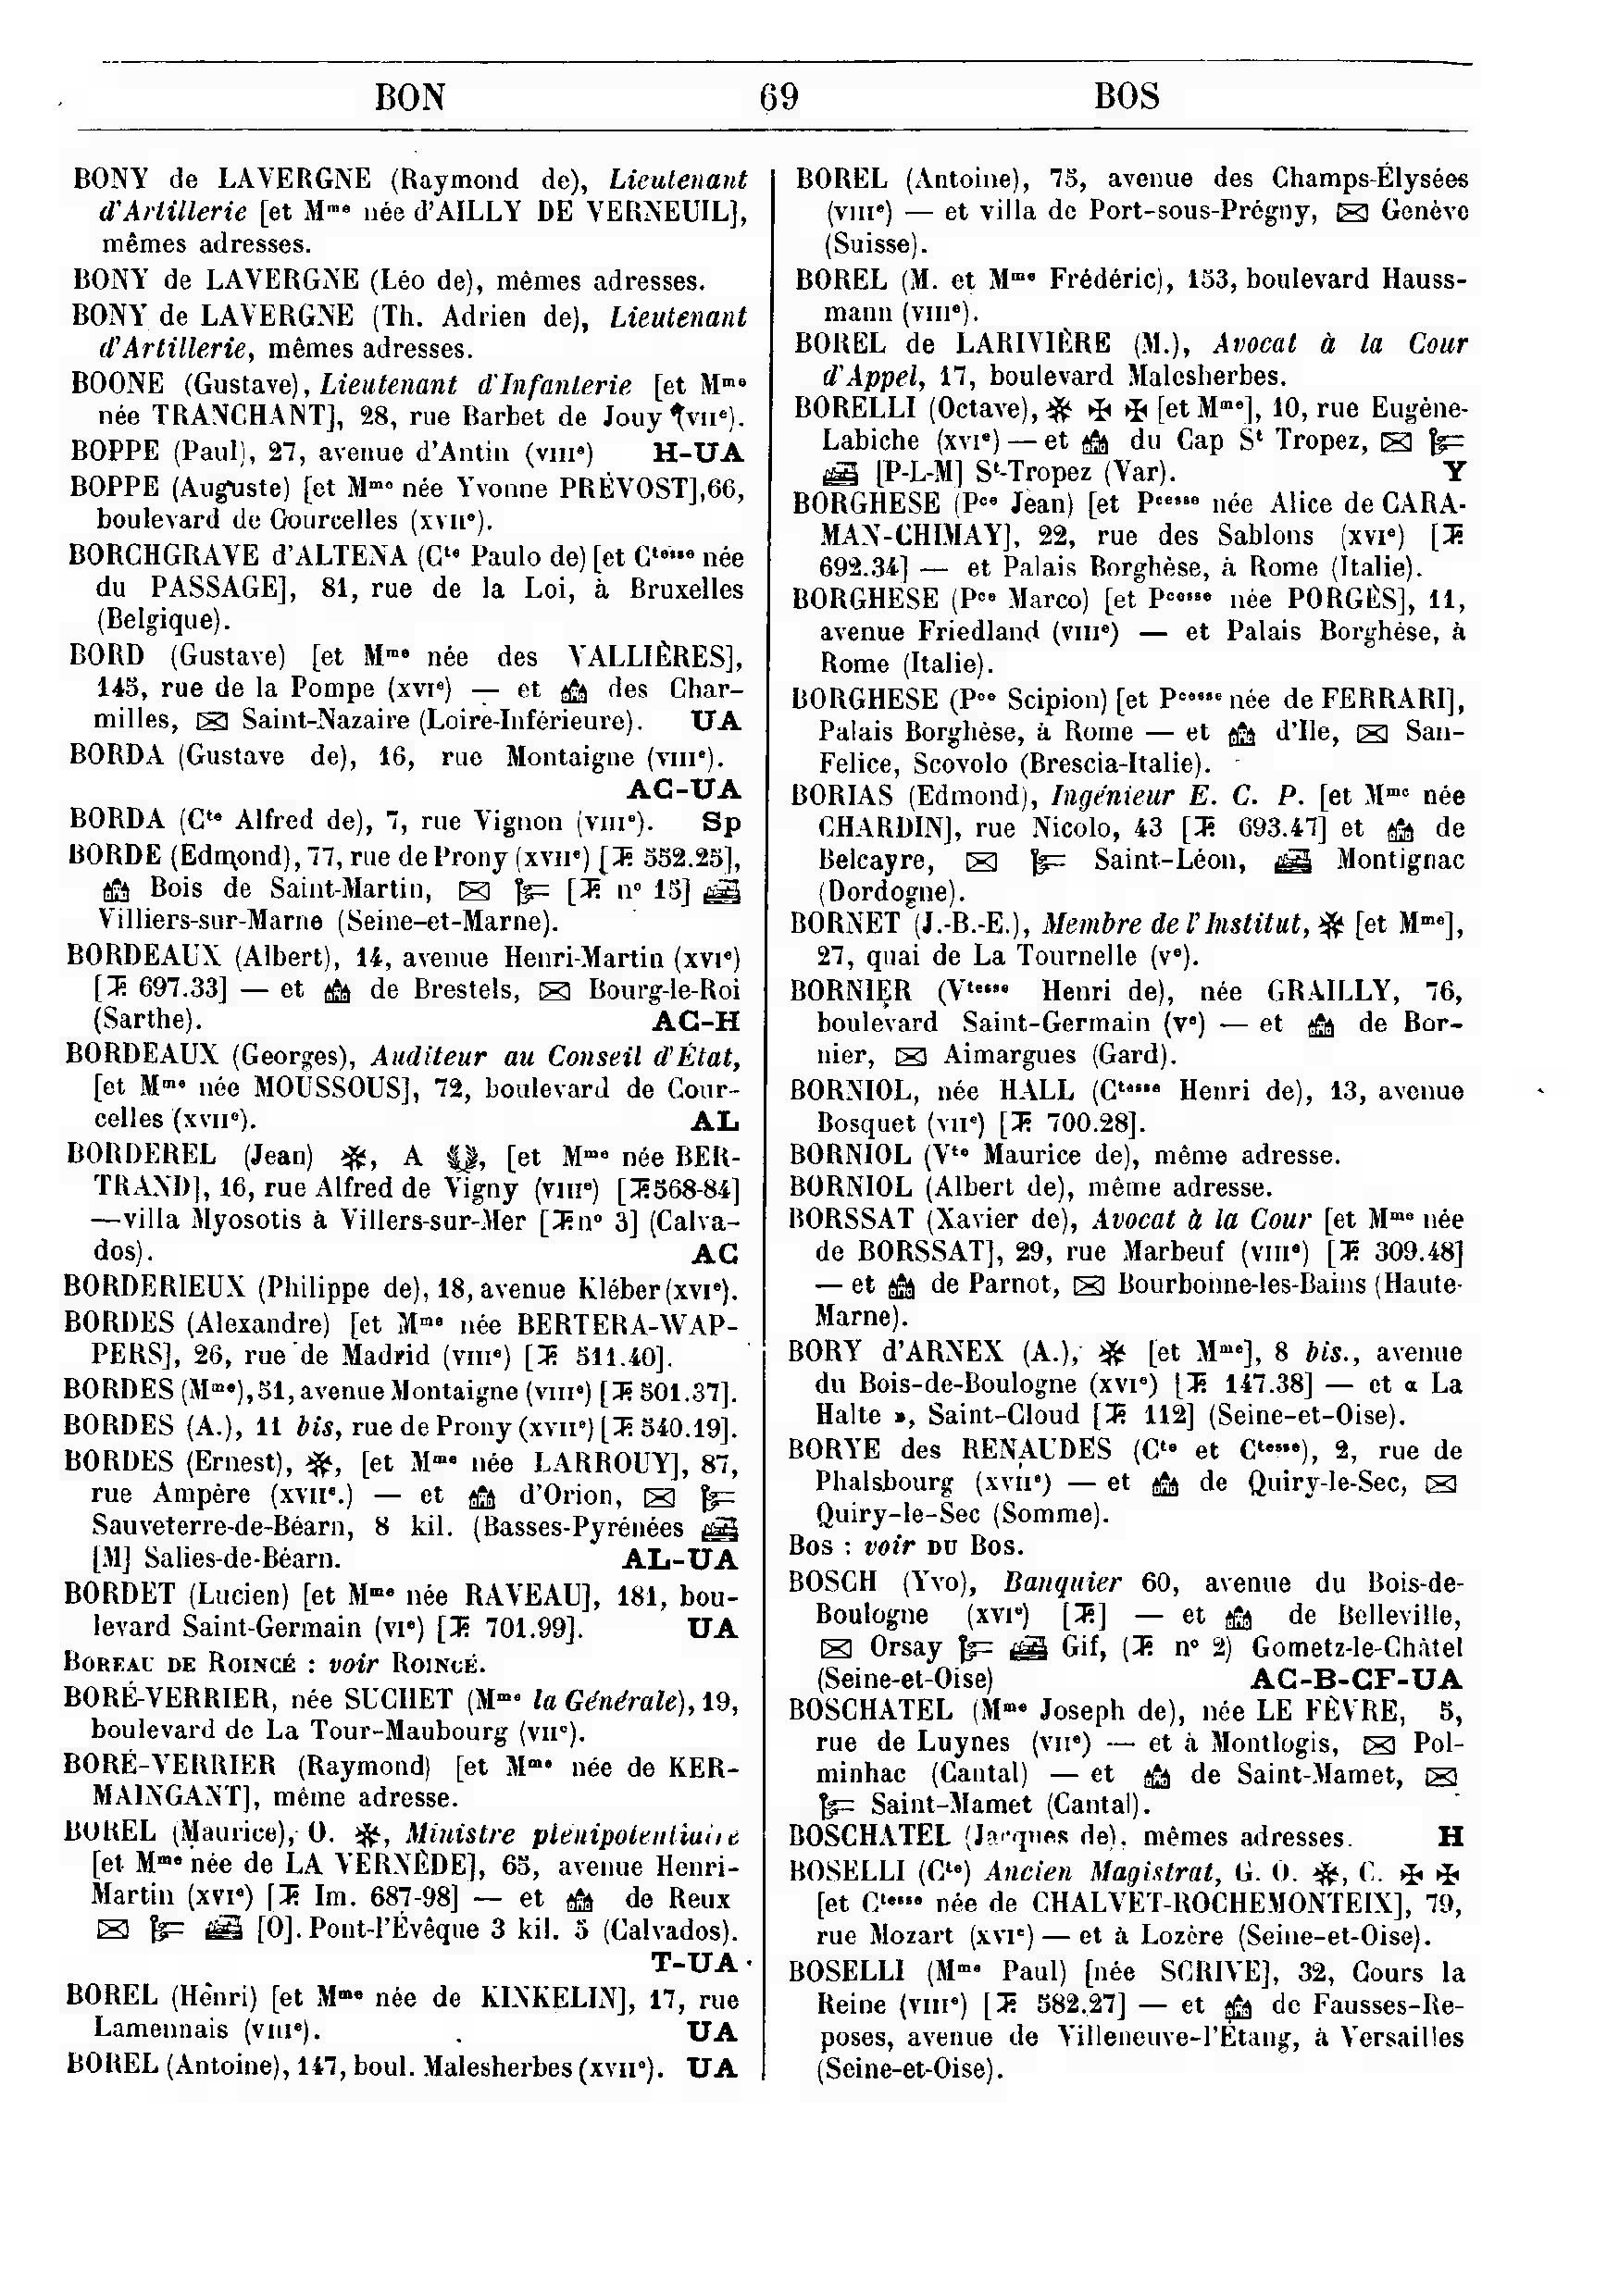 BON 69 BOS
BONY de LAVERGNE (Raymond de), Lieutenant
d'Artillerie [et Mme née d'AILLY DE VERNEUIL],
mêmes adresses.
BONY de LAVERGNE (Léo de), mêmes adresses.
BONY de LAVERGNE (Th. Adrien de), Lieutenant
d'Artillerie, mêmes adresses.
BOONE (Gustave), Lieutenant d'Infanterie [et Mme
née TRANCHANT], 28, rue Barbet de Jouy (VIIe).
BOPPE (Paul), 27, avenue d'Antin (VIIIe) H-UA
BOPPE (Auguste) [et Mme née Yvonne PRÉVOST], 66,
boulevard de Courcelles (XVIIe).
BORCHGRAVE d'ALTENA (Cte Paulo de) [et Ctesse née
du PASSAGE], 81, rue de la Loi, à Bruxelles
(Belgique).
BORD (Gustave) [et Mme née des VALLIÈRES],
145, rue de la Pompe (XVIe) — et des Char-
milles, Saint-Nazaire (Loire-Inférieure). UA
BORDA (Gustave de), 16, rue Montaigne (VIIIe).
AC-UA
BORDA (Cte Alfred de), 7, rue Vignon (VIIIe). Sp
BORDE (Edmond), 77, rue de Prony (XVIIe) [T. 552.25],
Bois de Saint-Martin, [T. no 15]
Villiers-sur-Marne (Seine-et-Marne).
BORDEAUX (Albert), 14, avenue Henri-Martin (XVIe)
[T. 697.33] — et de Brestels, Bourg-le-Roi
(Sarthe). AC-H
BORDEAUX (Georges), Auditeur au Conseil d'État,
[et Mme née MOUSSOUS], 72, boulevard de Cour-
celles (XVIIe). AL
BORDEREL (Jean) ✻, A, [et Mme née BER-
TRAND], 16, rue Alfred de Vigny (VIIIe) [T. 568-84]
—villa Myosotis à Villers-sur-Mer [T. no 3] (Calva-
dos). AC
BORDERIEUX (Philippe de), 18, avenue Kléber (XVIe).
BORDES (Alexandre) [et Mme née BERTERA-WAP-
PERS], 26, rue de Madrid (VIIIe) [T. 511.40].
BORDES (Mme), 51, avenue Montaigne (VIIIe) [T. 501.37].
BORDES (A.), 11 bis, rue de Prony (XVIIe) [T. 540.19].
BORDES (Ernest), ✻, [et Mme née LARROUY], 87,
rue Ampère (XVIIe.) — et d'Orion,
Sauveterre-de-Béarn, 8 kil. (Basses-Pyrénées
[M] Salies-de-Béarn. AL-UA
BORDET (Lucien) [et Mme née RAVEAU], 181, bou-
levard Saint-Germain (VIe) [T. 701.99]. UA
BOREAU DE ROINCÉ : voir ROINCÉ.
BORÉ-VERRIER, née SUCHET (Mme la Générale), 19,
boulevard de La Tour-Maubourg (VIIe).
BORÉ-VERRIER (Raymond) [et Mme née de KER-
MAINGANT], même adresse.
BOREL (Maurice), O. ✻, Ministre plénipotentiaire
[et Mme née de LA VERNÈDE], 65, avenue Henri-
Martin (XVIe) [T. Im. 687-98] — et de Reux
[O]. Pont-l'Évêque 3 kil. 5 (Calvados).
T-UA
BOREL (Henri) [et Mme née de KINKELIN], 17, rue
Lamennais (VIIIe). UA
BOREL (Antoine), 147, boul. Malesherbes (XVIIe). UA
BOREL (Antoine), 75, avenue des Champs-Élysées
(VIIIe) — et villa de Port-sous-Prégny, Genève
(Suisse).
BOREL (M. et Mme Frédéric), 153, boulevard Hauss-
mann (VIIIe).
BOREL de LARIVIÈRE (M.), Avocat à la Cour
d'Appel, 17, boulevard Malesherbes.
BORELLI (Octave), ✻ ✠ ✠ [et Mme], 10, rue Eugène-
Labiche (XVIe) — et du Cap St Tropez,
[P-L-M] St-Tropez (Var). Y
BORGHESE (Pce Jean) [et Pcesse née Alice de CARA-
MAN-CHIMAY], 22, rue des Sablons (XVIe) [T.
692.34] — et Palais Borghèse, à Rome (Italie).
BORGHESE (Pce Marco) [et Pcesse née PORGÈS], 11,
avenue Friedland (VIIIe) — et Palais Borghèse, à
Rome (Italie).
BORGHESE (Pce Scipion) [et Pcesse née de FERRARI],
Palais Borghèse, à Rome — et d'Ile, San-
Felice, Scovolo (Brescia-Italie).
BORIAS (Edmond), Ingénieur E. C. P. [et Mme née
CHARDIN], rue Nicolo, 43 [T. 693.47] et de
Belcayre, Saint-Léon, Montignac
(Dordogne).
BORNET (J.-B.-E.), Membre de l'Institut, ✻ [et Mme],
27, quai de La Tournelle (Ve).
BORNIER (Vtesse Henri de), née GRAILLY, 76,
boulevard Saint-Germain (Ve) — et de Bor-
nier, Aimargues (Gard).
BORNIOL, née HALL (Ctesse Henri de), 13, avenue
Bosquet (VIIe) [T. 700.28].
BORNIOL (Vte Maurice de), même adresse.
BORNIOL (Albert de), même adresse.
BORSSAT (Xavier de), Avocat à la Cour [et Mme née
de BORSSAT], 29, rue Marbeuf (VIIIe) [T. 309.48]
— et de Parnot, Bourbonne-les-Bains (Haute-
Marne).
BORY d'ARNEX (A.), ✻ [et Mme], 8 bis., avenue
du Bois-de-Boulogne (XVIe) [T. 147.38] — et « La
Halte », Saint-Cloud [T. 112] (Seine-et-Oise).
BORYE des RENAUDES (Cte et Ctesse), 2, rue de
Phalsbourg (XVIIe) — et de Quiry-le-Sec,
Quiry-le-Sec (Somme).
BOS : voir DU BOS.
BOSCH (Yvo), Banquier 60, avenue du Bois-de-
Boulogne (XVIe) [T.] — et de Belleville,
Orsay Gif, (T. no 2) Gometz-le-Châtel
(Seine-et-Oise) AC-B-CF-UA
BOSCHATEL (Mme Joseph de), née LE FÊVRE, 5,
rue de Luynes (VIIe) — et à Montlogis, Pol-
minhac (Cantal) — et de Saint-Mamet,
Saint-Mamet (Cantal).
BOSCHATEL (Jacques de), mêmes adresses. H
BOSELLI (Cte) Ancien Magistrat, G. O. ✻, C. ✠ ✠
[et Ctesse née de CHALVET-ROCHEMONTEIX], 79,
rue Mozart (XVIe) — et à Lozère (Seine-et-Oise).
BOSELLI (Mme Paul) [née SCRIVE], 32, Cours la
Reine (VIIIe) [T. 582.27] — et de Fausses-Re-
poses, avenue de Villeneuve-l'Étang, à Versailles
(Seine-et-Oise).